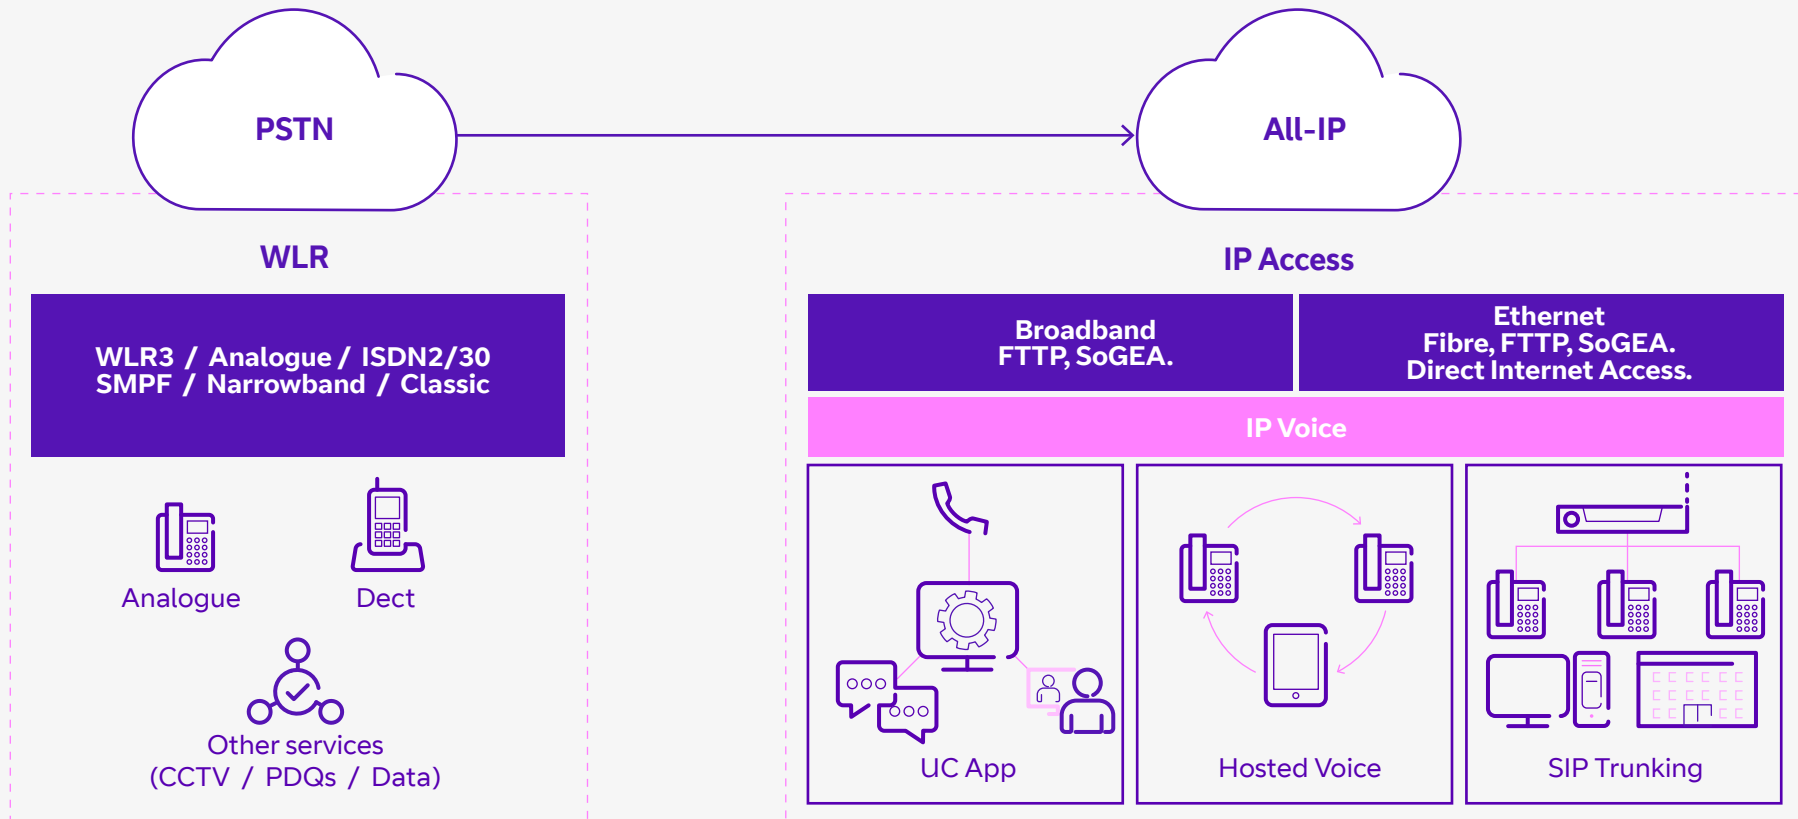 PSTN
All-IP
WLR
WLR3 / Analogue / ISDN2/30
SMPF / Narrowband / Classic
Analogue
Dect
Other services
(CCTV / PDQs / Data)
IP Access
Broadband
FTTP, SoGEA.
Ethernet
Fibre, FTTP, SoGEA.
Direct Internet Access.
IP Voice
UC App
Hosted Voice
SIP Trunking